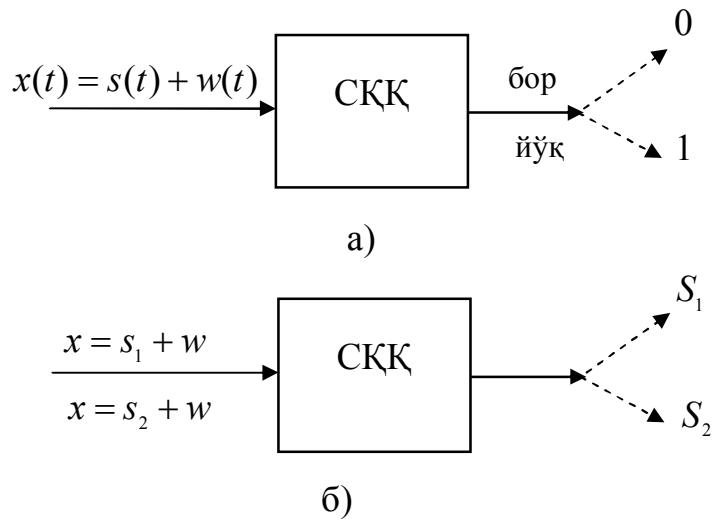 0
x(t) = s(t) + w(t)
СҚҚ
бор
йўқ
1
а)
S₁
x = s₁ + w
СҚҚ
x = s₂ + w
S₂
б)